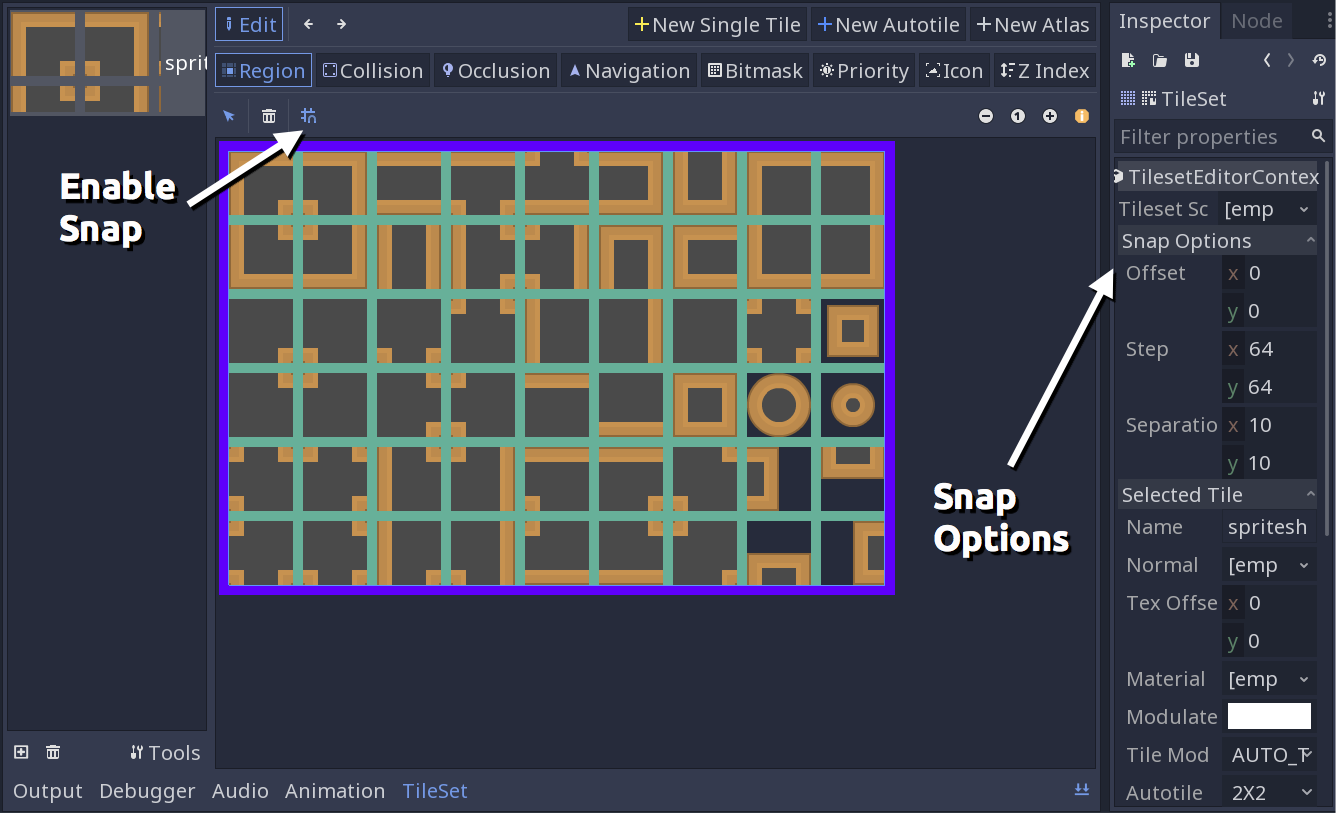 sprit
Edit
New Single Tile
New Autotile
New Atlas
Region
Collision
Occlusion
Navigation
Bitmask
Priority
Icon
Z Index
1
Enable
Snap
Snap
Options
Output
Debugger
Audio
Animation
TileSet
Tools
Inspector
Node
TileSet
Filter properties
TilesetEditorContex
Tileset Sc [emp
Snap Options
Offset x 0
y 0
Step x 64
y 64
Separatio x 10
y 10
Selected Tile
Name spritesh
Normal [emp
Tex Offse x 0
y 0
Material [emp
Modulate
Tile Mod AUTO_T
Autotile 2X2